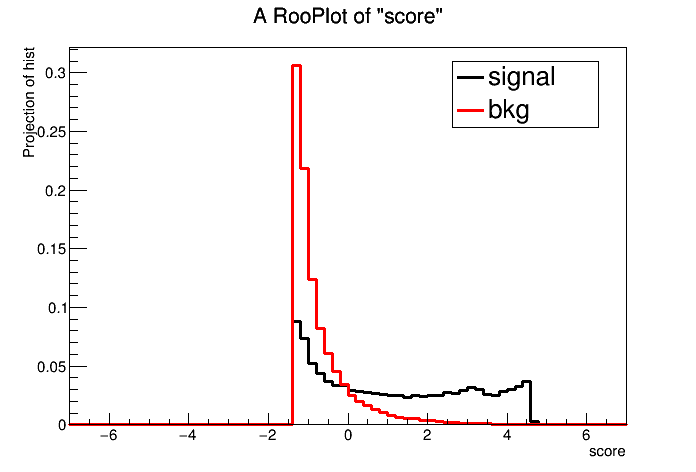 A RooPlot of "score"
Projection of hist
0.3
0.25
0.2
0.15
0.1
0.05
0
signal
bkg
−6 −4 −2 0 2 4 6
score